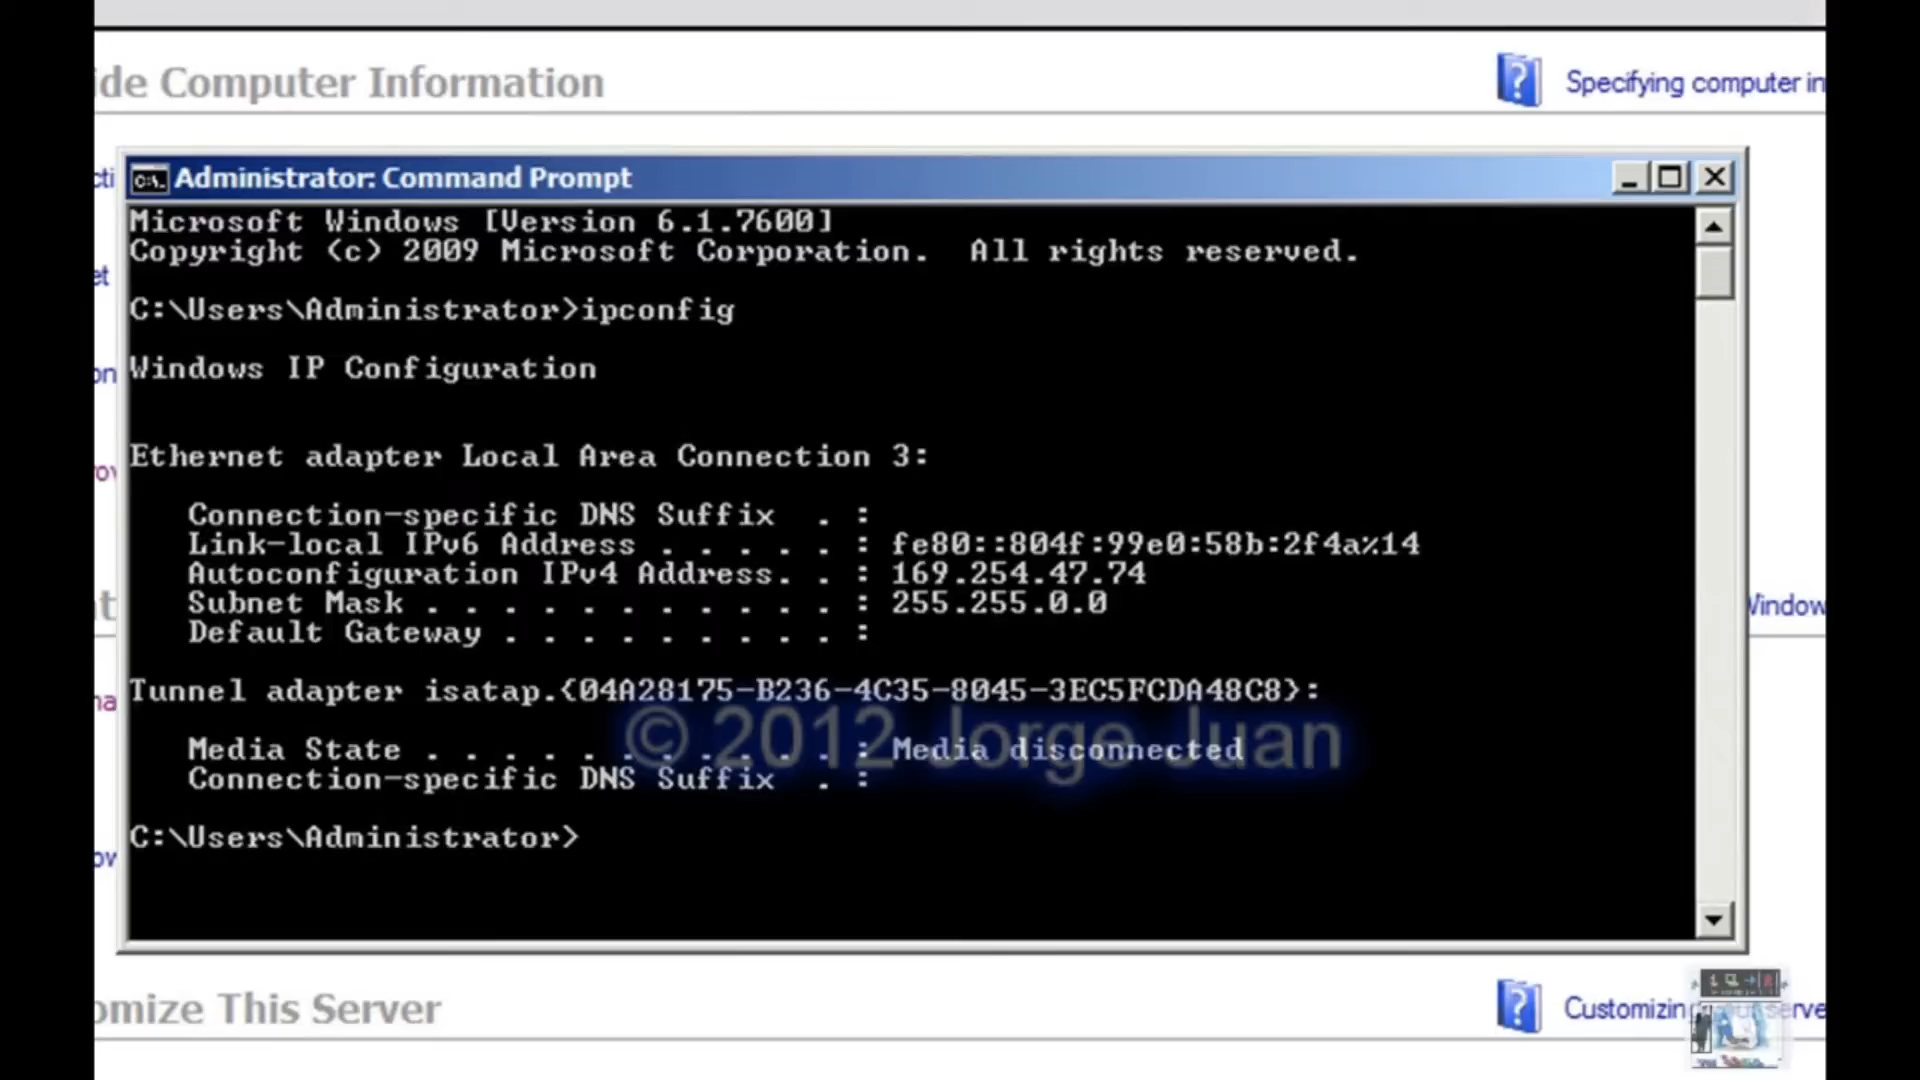 ide Computer Information
Specifying computer in
Administrator: Command Prompt
Microsoft Windows [Version 6.1.7600]
Copyright (c) 2009 Microsoft Corporation.  All rights reserved.
C:\Users\Administrator>ipconfig
Windows IP Configuration
Ethernet adapter Local Area Connection 3:
Connection-specific DNS Suffix  . :
Link-local IPv6 Address . . . . . : fe80::804f:99e0:58b:2f4a%14
Autoconfiguration IPv4 Address. . : 169.254.47.74
Subnet Mask . . . . . . . . . . . : 255.255.0.0
Default Gateway . . . . . . . . . :
Window
Tunnel adapter isatap.{04A28175-B236-4C35-8045-3EC5FCDA48C8}:
© 2012 Jorge Juan
Media State . . . . . . . . . . . : Media disconnected
Connection-specific DNS Suffix  . :
C:\Users\Administrator>
omize This Server